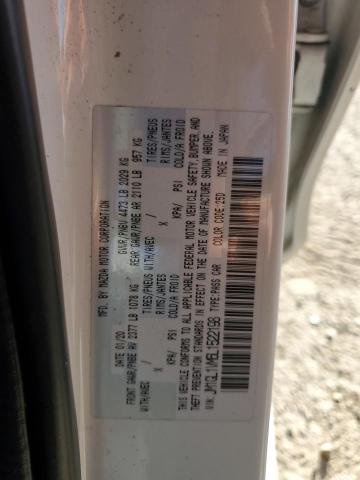 MFD. BY MAZDA MOTOR CORPORATION
DATE 01/20 GVWR/PNBV 4473 LB 2029 KG
FRONT GAWR/PNBE AV 2377 LB 1078 KG REAR GAWR/PNBE AR 2110 LB 957 KG
TIRES/PNEUS TIRES/PNEUS
WITH/AVEC RIMS/JANTES WITH/AVEC RIMS/JANTES
X COLD/A FROID X COLD/A FROID
KPA/ PSI KPA/ PSI
THIS VEHICLE CONFORMS TO ALL APPLICABLE FEDERAL MOTOR VEHICLE SAFETY, BUMPER, AND
THEFT PREVENTION STANDARDS IN EFFECT ON THE DATE OF MANUFACTURE SHOWN ABOVE.
VIN: TYPE:PASS CAR COLOR CODE:25D MADE IN JAPAN